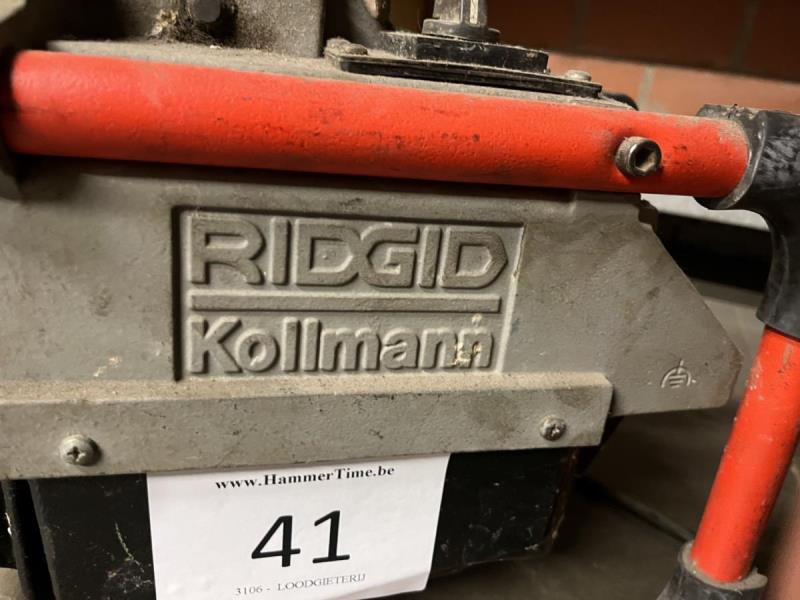 RIDGID
Kollmann
www.HammerTime.be
41
3106 - LOODGIETERIJ